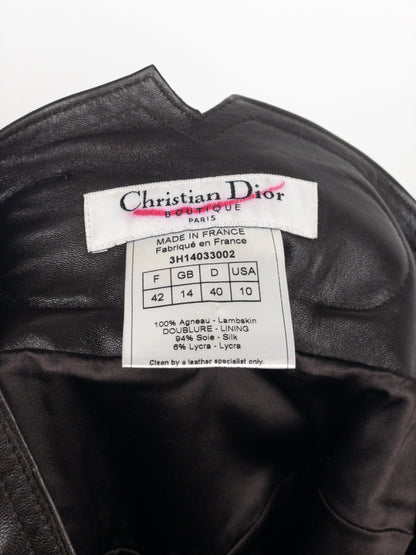 Christian Dior
BOUTIQUE
PARIS
MADE IN FRANCE
Fabriqué en France
3H14033002
F GB D USA
42 14 40 10
100% Agneau - Lambskin
DOUBLURE - LINING
94% Soie - Silk
6% Lycra - Lycra
Clean by a leather specialist only.